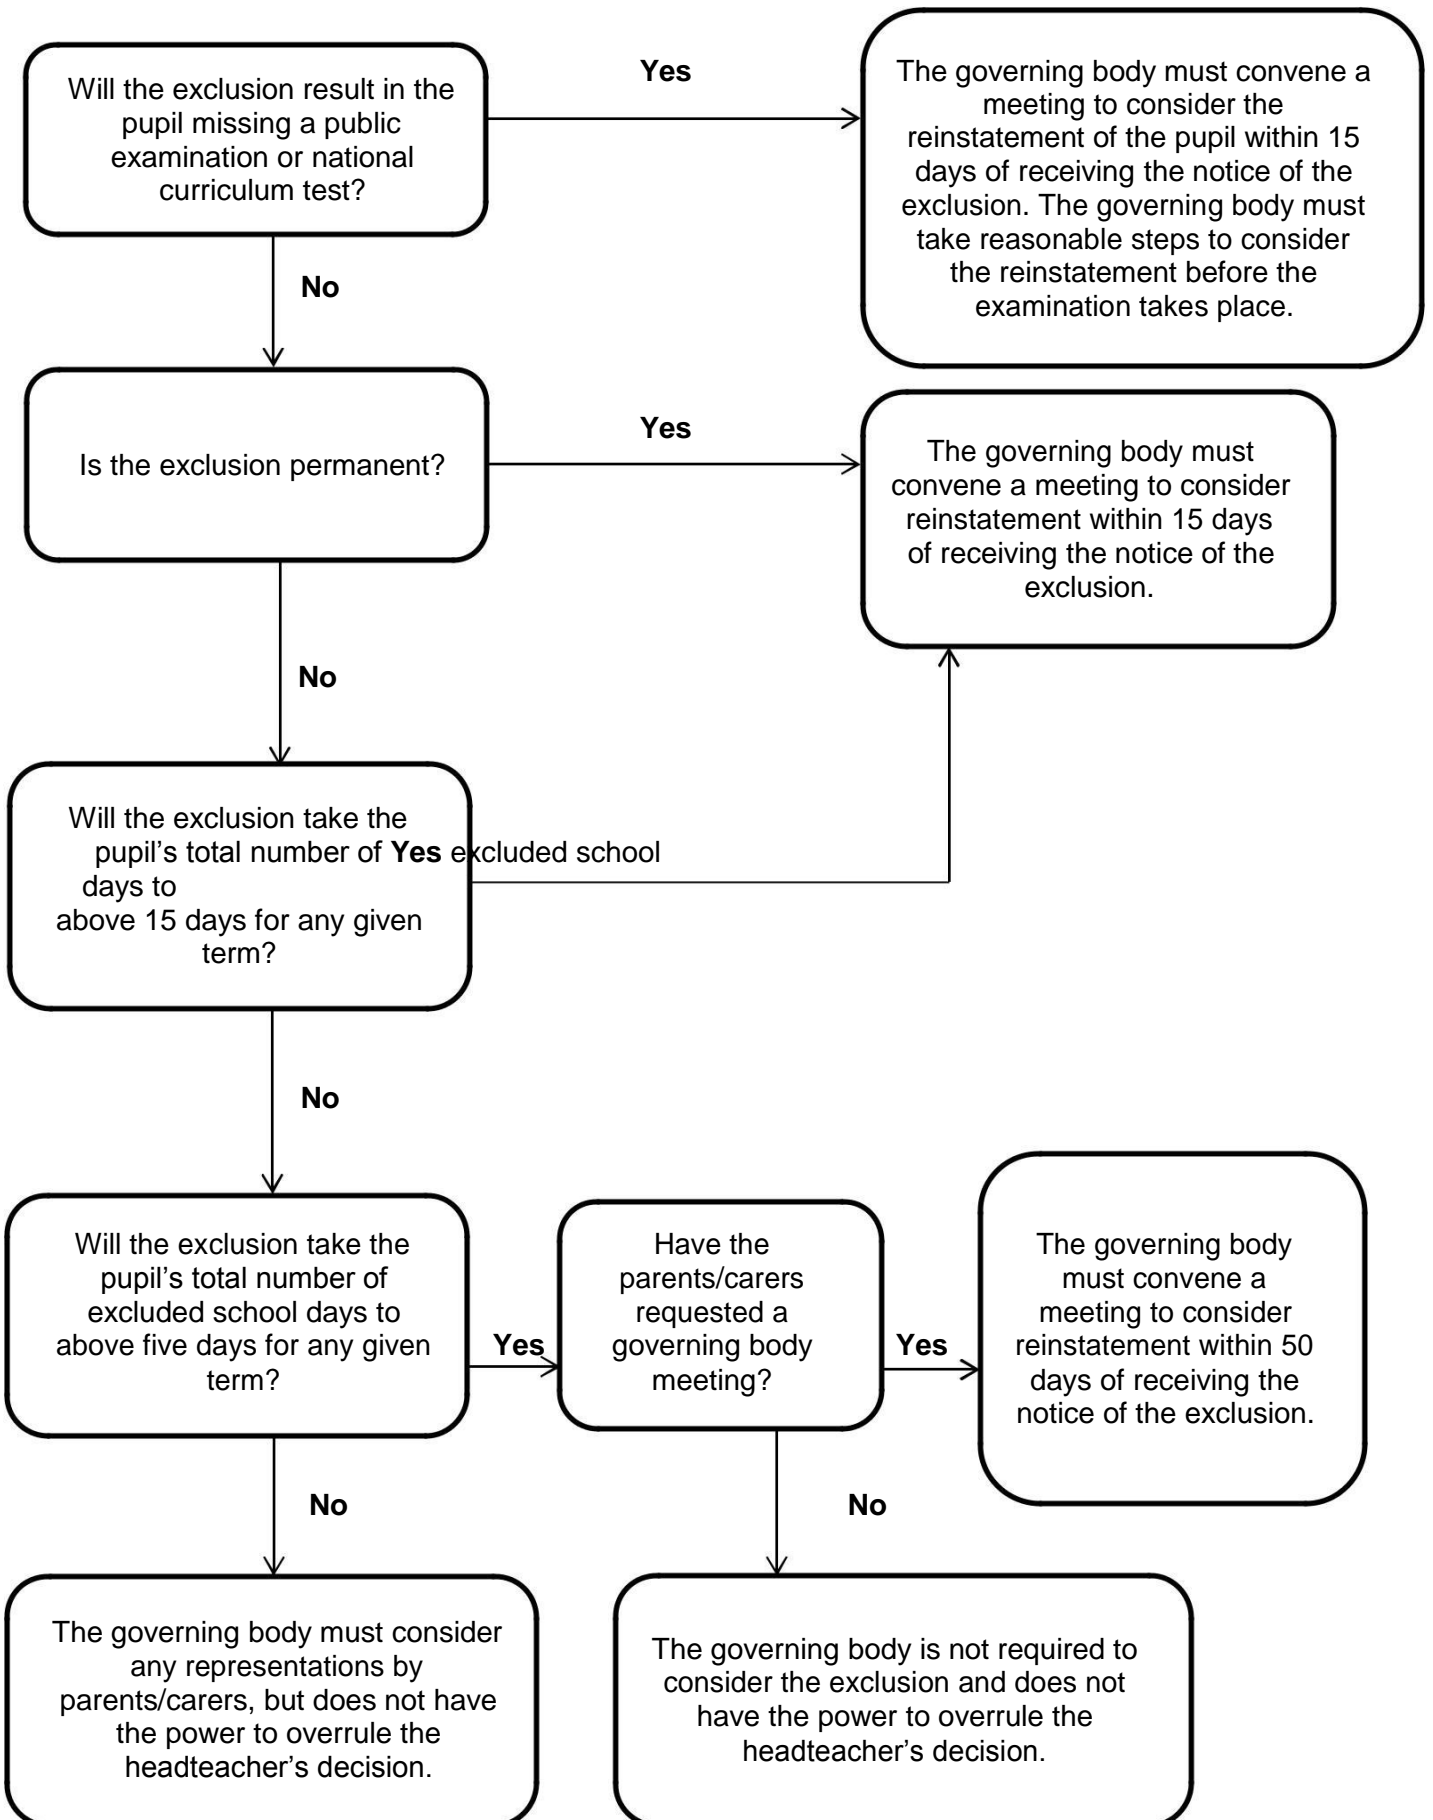 Will the exclusion result in the
pupil missing a public
examination or national
curriculum test?
Yes
The governing body must convene a
meeting to consider the
reinstatement of the pupil within 15
days of receiving the notice of the
exclusion. The governing body must
take reasonable steps to consider
the reinstatement before the
examination takes place.
No
Is the exclusion permanent?
Yes
The governing body must
convene a meeting to consider
reinstatement within 15 days
of receiving the notice of the
exclusion.
No
Will the exclusion take the
pupil’s total number of Yes excluded school
days to
above 15 days for any given
term?
No
Will the exclusion take the
pupil’s total number of
excluded school days to
above five days for any given
term?
Yes
Have the
parents/carers
requested a
governing body
meeting?
Yes
The governing body
must convene a
meeting to consider
reinstatement within 50
days of receiving the
notice of the exclusion.
No
No
The governing body must consider
any representations by
parents/carers, but does not have
the power to overrule the
headteacher’s decision.
The governing body is not required to
consider the exclusion and does not
have the power to overrule the
headteacher’s decision.